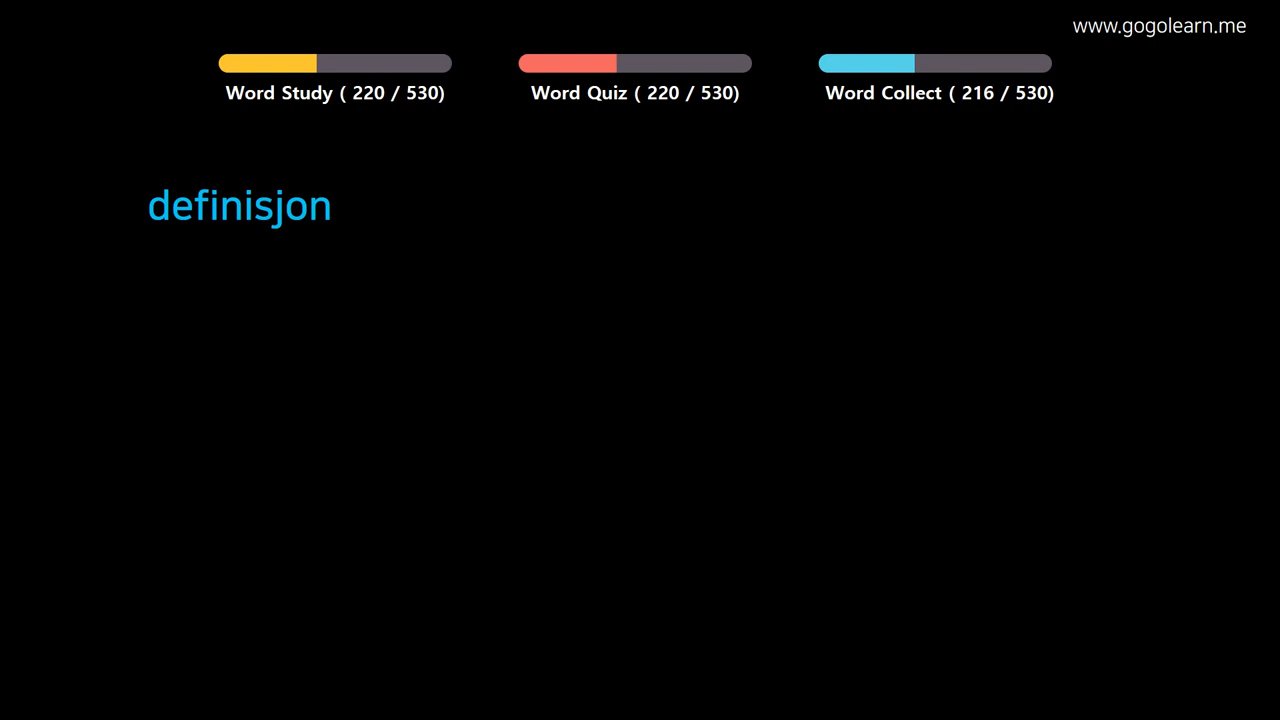 www.gogolearn.me
Word Study ( 220 / 530)
Word Quiz ( 220 / 530)
Word Collect ( 216 / 530)
definisjon